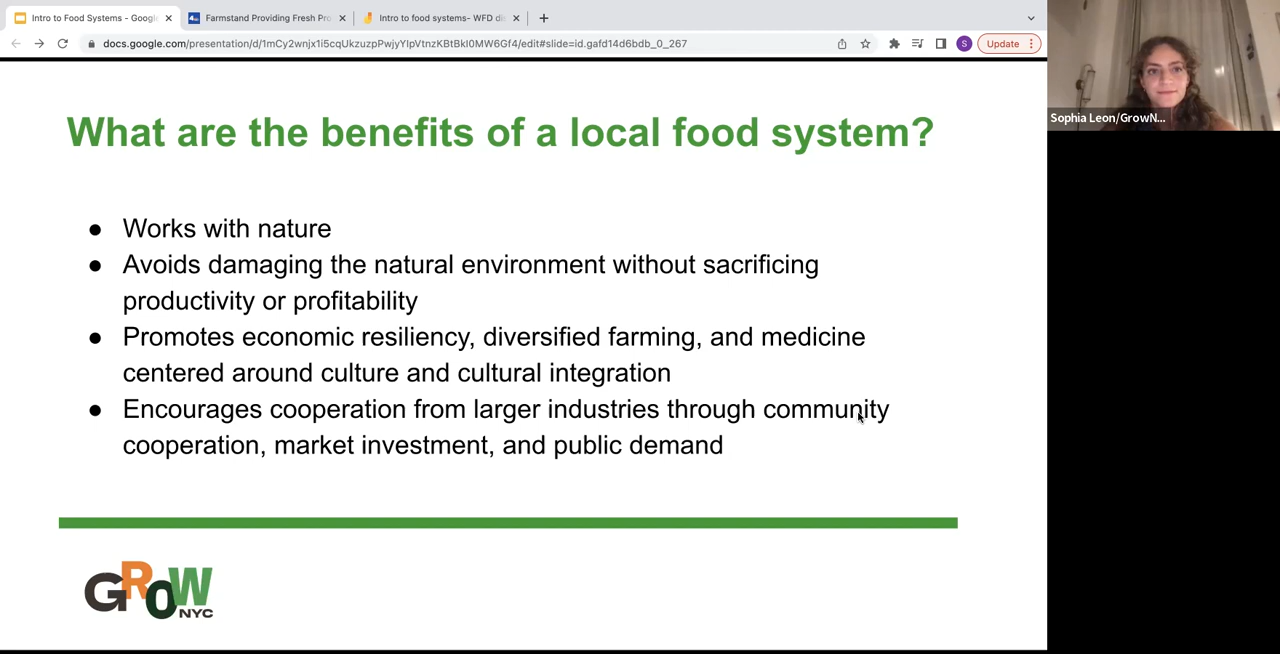 Intro to Food Systems - Google
Farmstand Providing Fresh Pro
Intro to food systems- WFD di
docs.google.com/presentation/d/1mCy2wnjx1i5cqUkzuzpPwjyYIpVtnzKBtBkI0MW6Gf4/edit#slide=id.gafd14d6bdb_0_267
S
Update
Sophia Leon/GrowN...
What are the benefits of a local food system?
● Works with nature
● Avoids damaging the natural environment without sacrificing
productivity or profitability
● Promotes economic resiliency, diversified farming, and medicine
centered around culture and cultural integration
● Encourages cooperation from larger industries through community
cooperation, market investment, and public demand
GROW
NYC